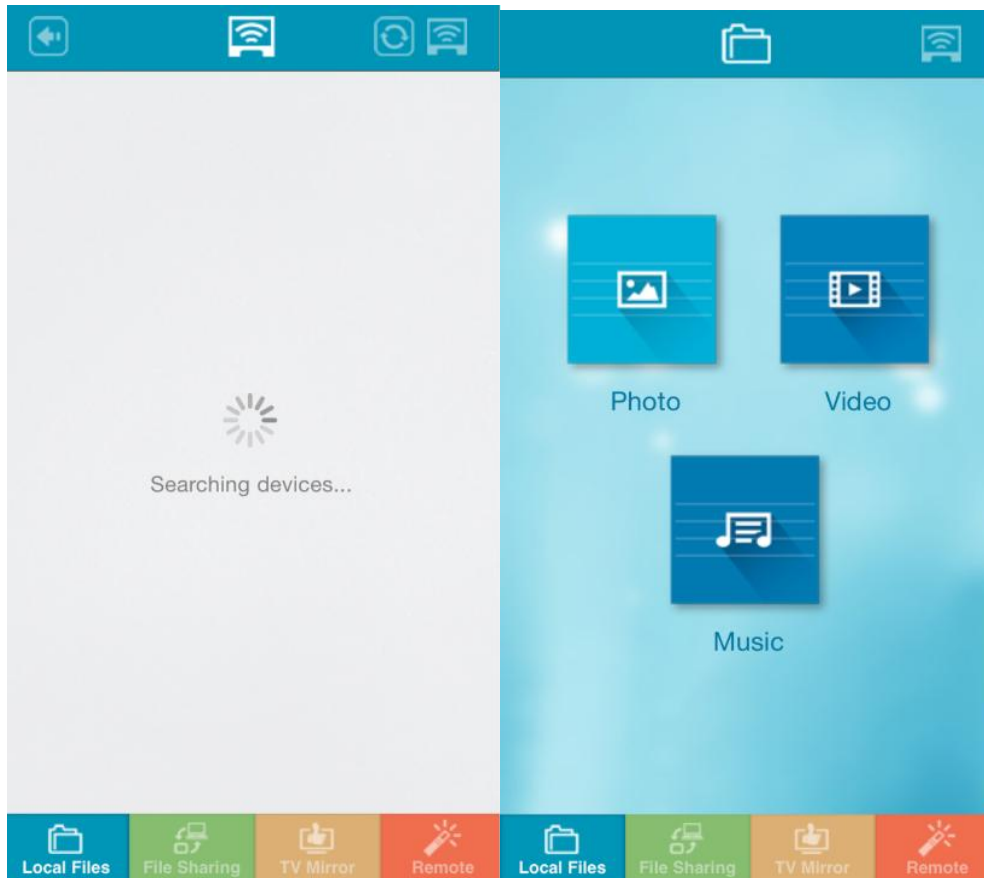 Searching devices...
Local Files
File Sharing
TV Mirror
Remote
Photo
Video
Music
Local Files
File Sharing
TV Mirror
Remote